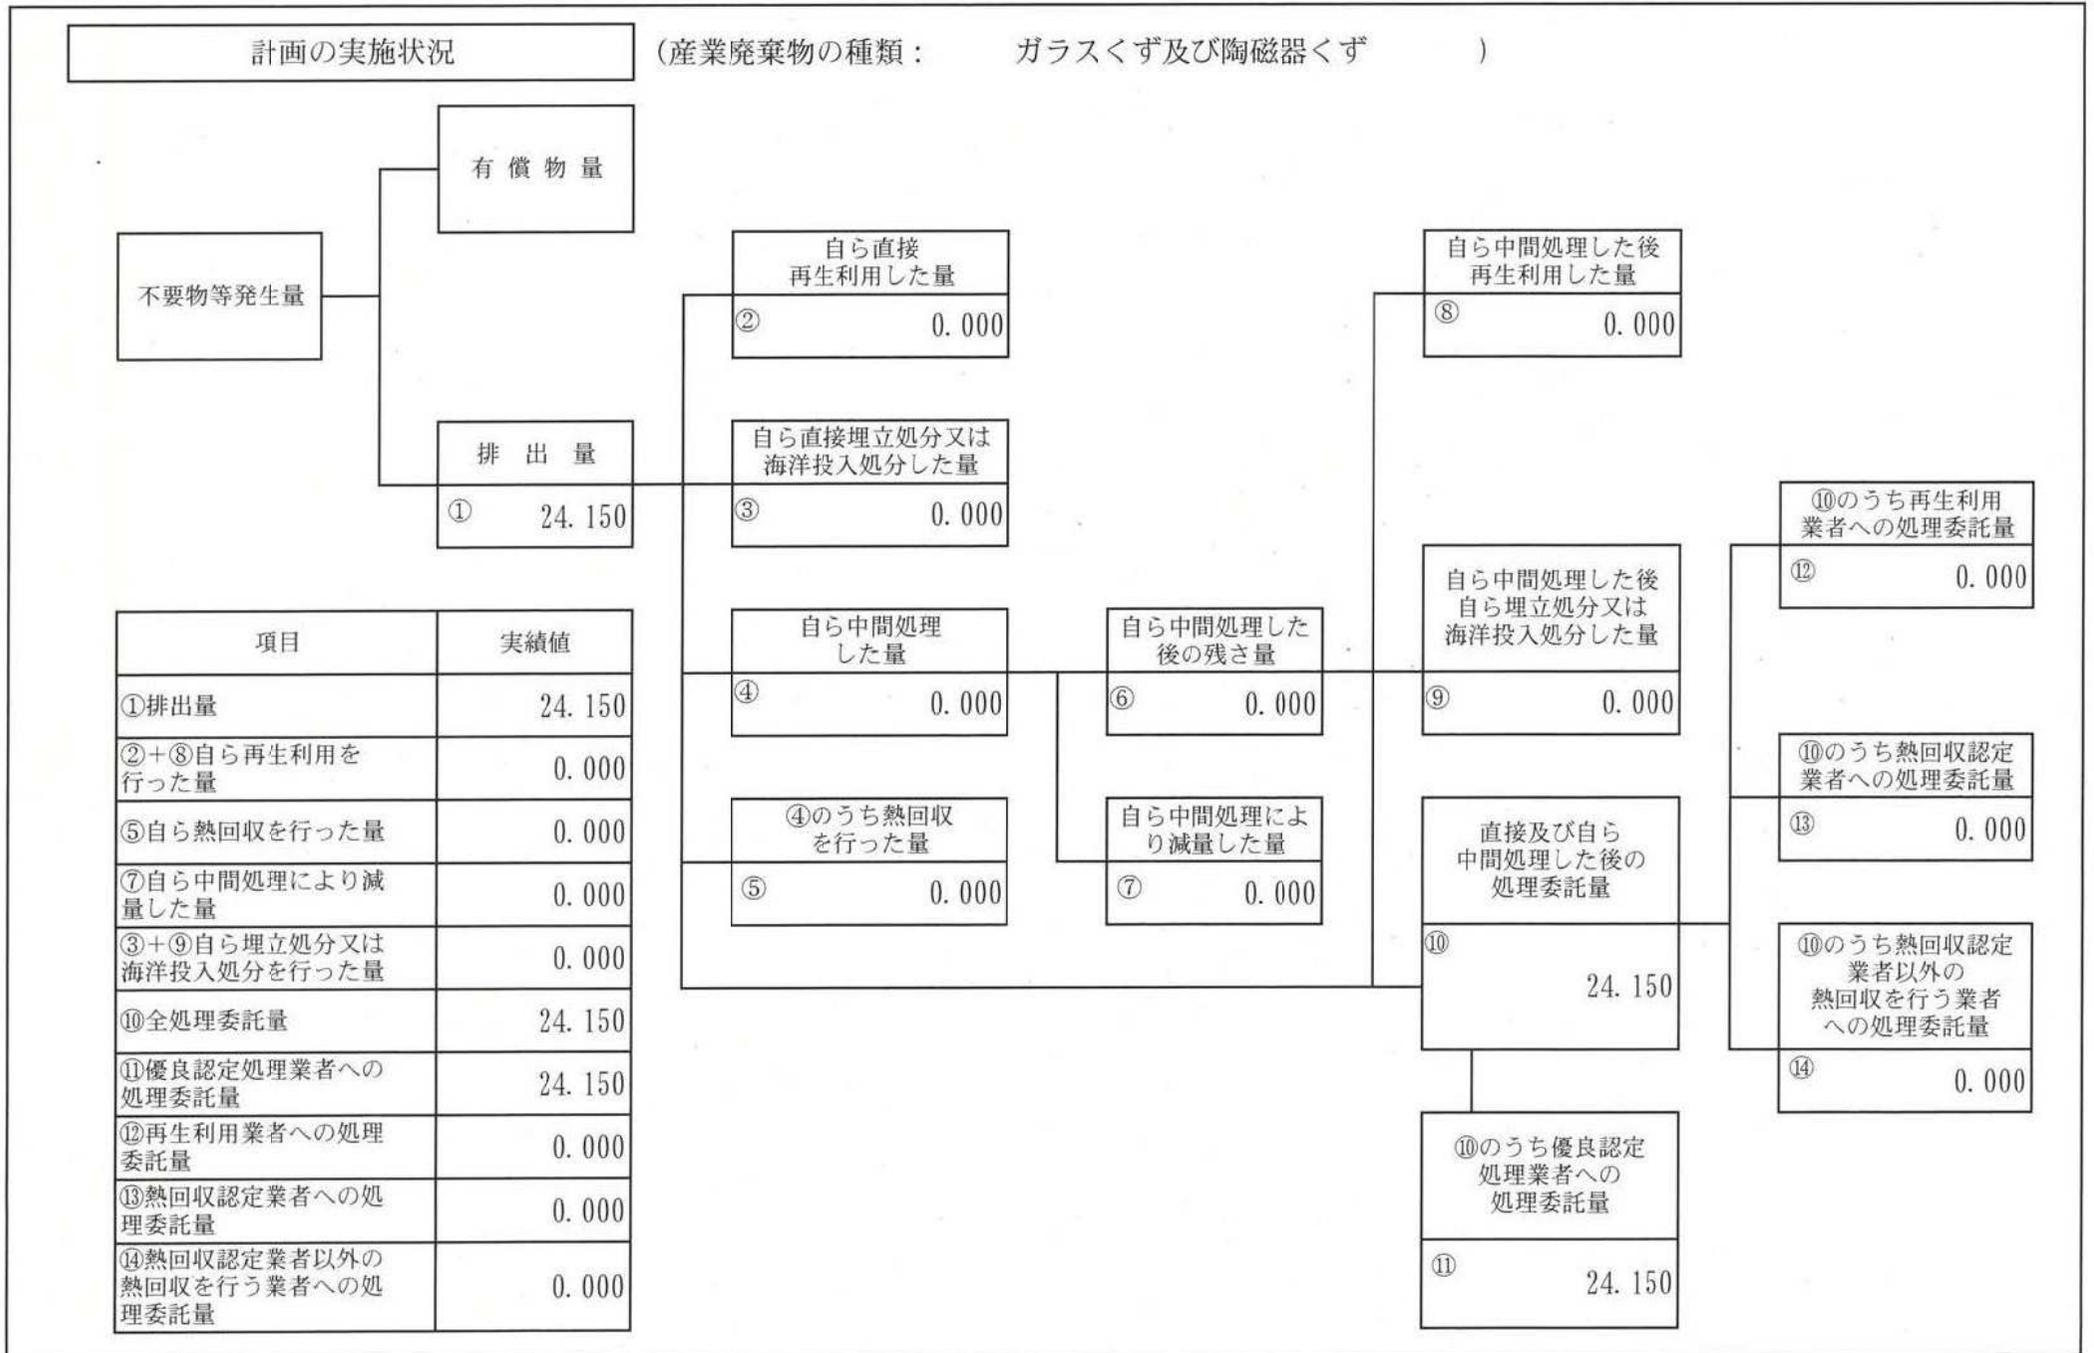 計画の実施状況
（産業廃棄物の種類： ガラスくず及び陶磁器くず ）
有償物量
不要物等発生量
排出量
① 24.150
自ら直接
再生利用した量
② 0.000
自ら直接埋立処分又は
海洋投入処分した量
③ 0.000
自ら中間処理
した量
④ 0.000
④のうち熱回収
を行った量
⑤ 0.000
自ら中間処理した
後の残さ量
⑥ 0.000
自ら中間処理によ
り減量した量
⑦ 0.000
自ら中間処理した後
再生利用した量
⑧ 0.000
自ら中間処理した後
自ら埋立処分又は
海洋投入処分した量
⑨ 0.000
直接及び自ら
中間処理した後の
処理委託量
⑩
24.150
⑩のうち優良認定
処理業者への
処理委託量
⑪ 24.150
⑩のうち再生利用
業者への処理委託量
⑫ 0.000
⑩のうち熱回収認定
業者への処理委託量
⑬ 0.000
⑩のうち熱回収認定
業者以外の
熱回収を行う業者
への処理委託量
⑭ 0.000
項目 実績値
①排出量 24.150
②＋⑧自ら再生利用を
行った量 0.000
⑤自ら熱回収を行った量 0.000
⑦自ら中間処理により減
量した量 0.000
③＋⑨自ら埋立処分又は
海洋投入処分を行った量 0.000
⑩全処理委託量 24.150
⑪優良認定処理業者への
処理委託量 24.150
⑫再生利用業者への処理
委託量 0.000
⑬熱回収認定業者への処
理委託量 0.000
⑭熱回収認定業者以外の
熱回収を行う業者への処
理委託量 0.000